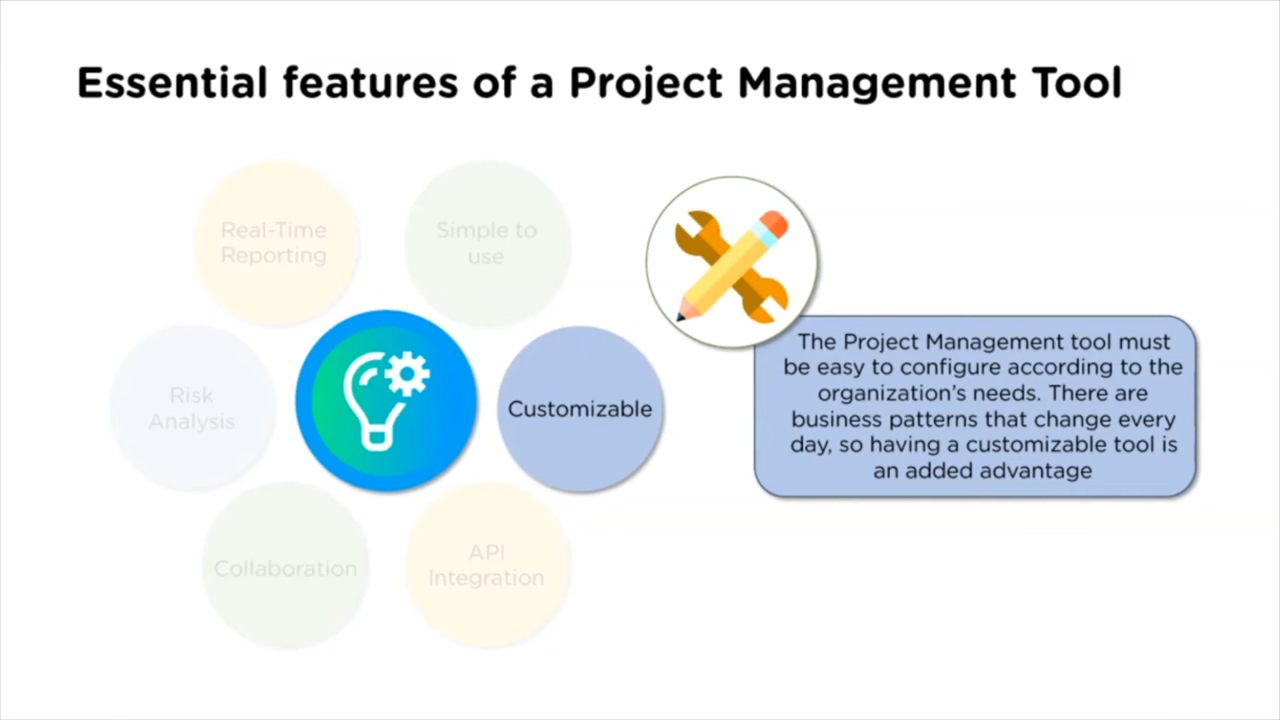 Essential features of a Project Management Tool
Real-Time
Reporting
Simple to
use
Risk
Analysis
Customizable
Collaboration
API
Integration
The Project Management tool must
be easy to configure according to the
organization's needs. There are
business patterns that change every
day, so having a customizable tool is
an added advantage